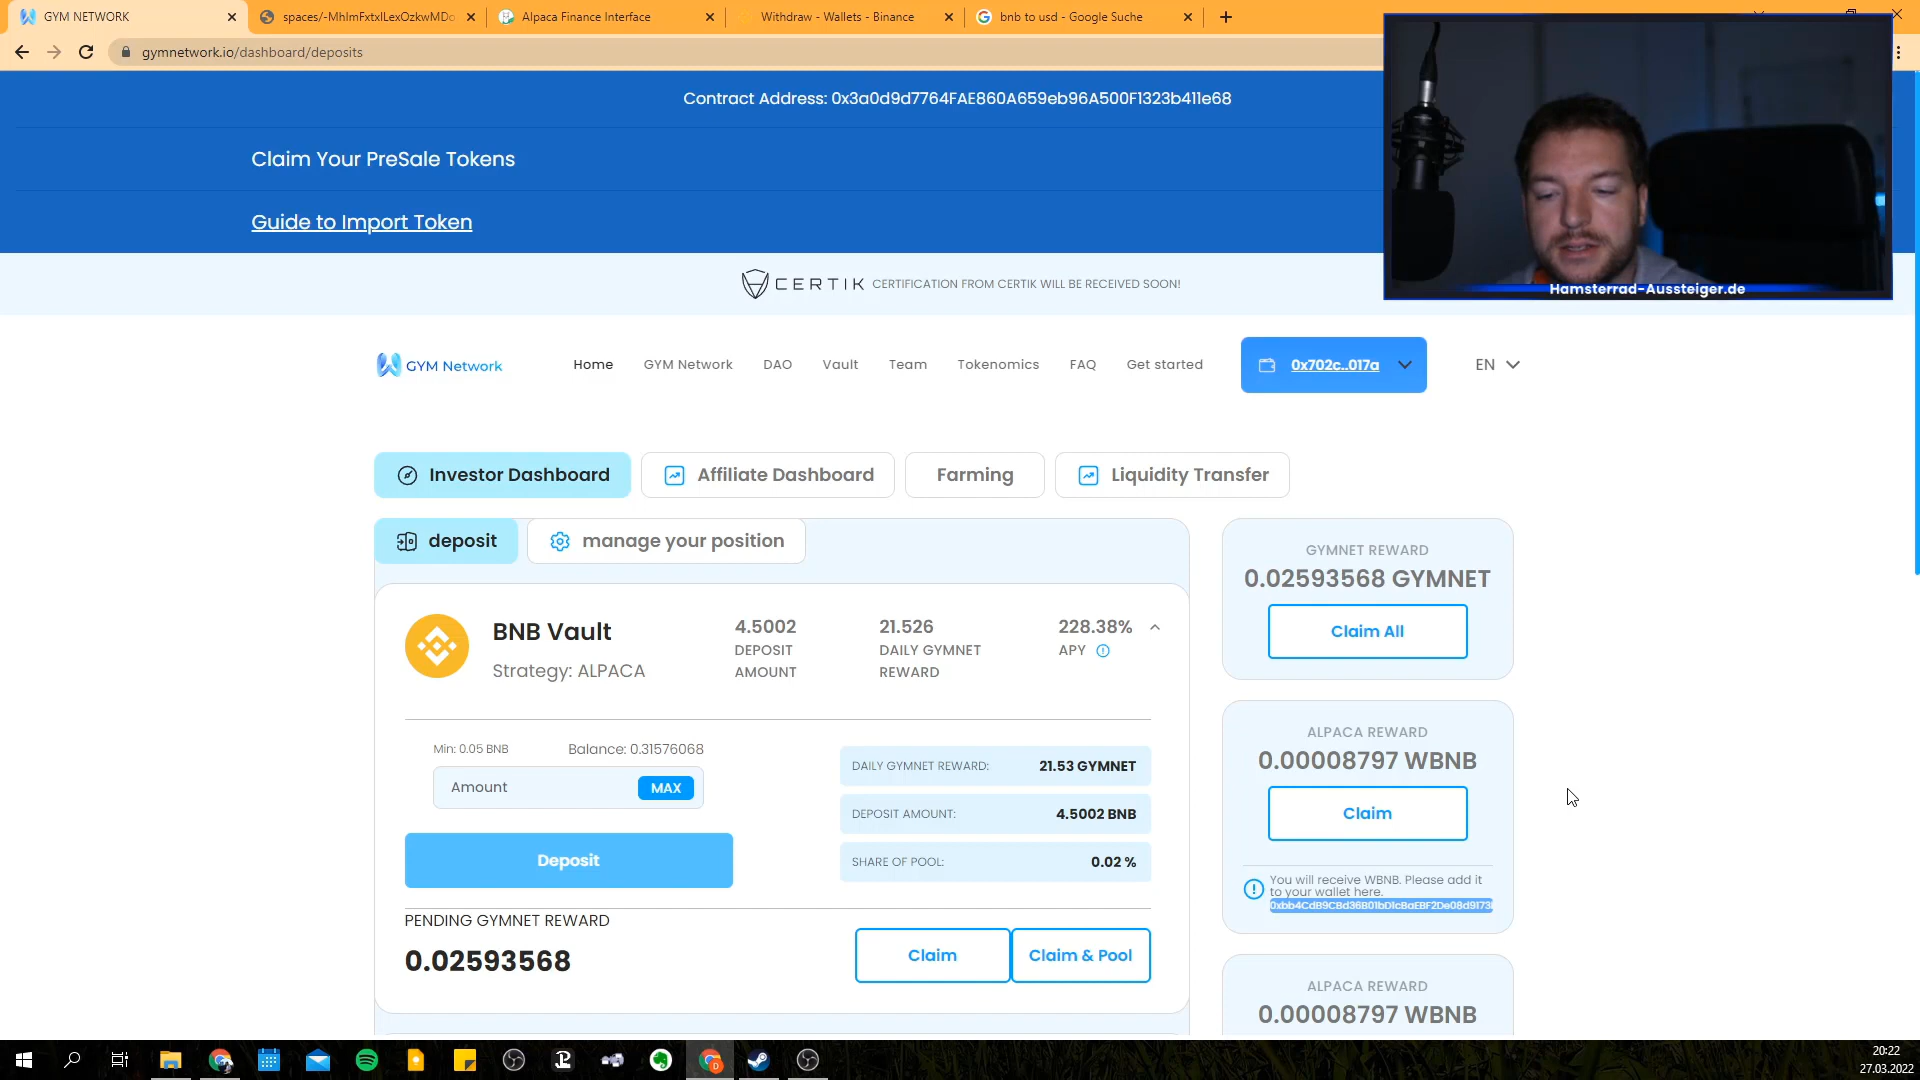 GYM NETWORK
spaces/-MhlmFxtxlLexOzkwMDo
Alpaca Finance Interface
Withdraw - Wallets - Binance
bnb to usd - Google Suche
gymnetwork.io/dashboard/deposits
Contract Address: 0x3a0d9d7764FAE860A659eb96A500F1323b411e68
Claim Your PreSale Tokens
Guide to Import Token
Hamsterrad-Aussteiger.de
CERTIK CERTIFICATION FROM CERTIK WILL BE RECEIVED SOON!
GYM Network
Home
GYM Network
DAO
Vault
Team
Tokenomics
FAQ
Get started
0x702c..017a
EN
Investor Dashboard
Affiliate Dashboard
Farming
Liquidity Transfer
deposit
manage your position
BNB Vault
Strategy: ALPACA
4.5002
DEPOSIT
AMOUNT
21.526
DAILY GYMNET
REWARD
228.38%
APY
Min: 0.05 BNB
Balance: 0.31576068
Amount
MAX
Deposit
DAILY GYMNET REWARD: 21.53 GYMNET
DEPOSIT AMOUNT: 4.5002 BNB
SHARE OF POOL: 0.02 %
PENDING GYMNET REWARD
0.02593568
Claim
Claim & Pool
GYMNET REWARD
0.02593568 GYMNET
Claim All
ALPACA REWARD
0.00008797 WBNB
Claim
You will receive WBNB. Please add it
to your wallet here.
ALPACA REWARD
0.00008797 WBNB
20:22
27.03.2022